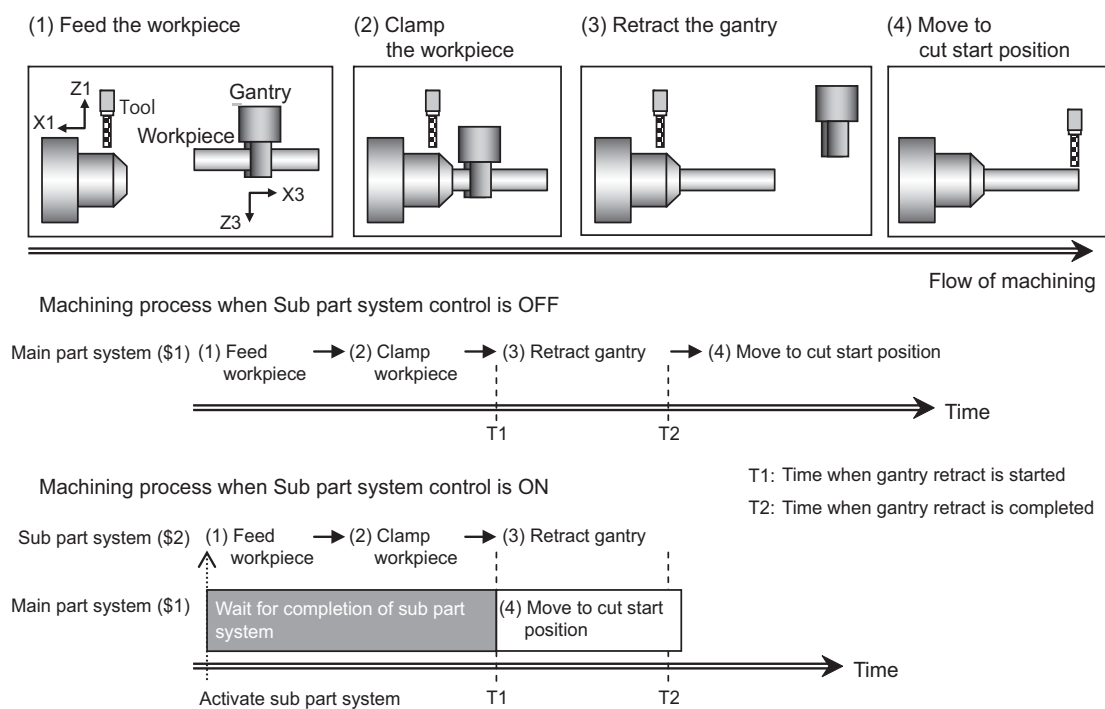 (1) Feed the workpiece
(2) Clamp
the workpiece
(3) Retract the gantry
(4) Move to
cut start position
Z1
X1
Tool
Gantry
Workpiece
X3
Z3
Flow of machining
Machining process when Sub part system control is OFF
Main part system ($1) (1) Feed (2) Clamp (3) Retract gantry (4) Move to cut start position
workpiece workpiece
Time
T1 T2
T1: Time when gantry retract is started
Machining process when Sub part system control is ON
T2: Time when gantry retract is completed
Sub part system ($2) (1) Feed (2) Clamp (3) Retract gantry
workpiece workpiece
Main part system ($1) Wait for completion of sub part (4) Move to cut start
system position
Time
Activate sub part system T1 T2